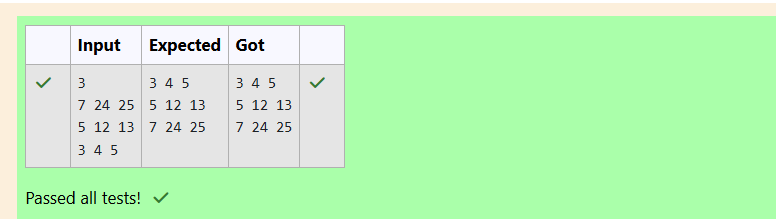 Input Expected Got
3 3 4 5 3 4 5
7 24 25 5 12 13 5 12 13
5 12 13 7 24 25 7 24 25
3 4 5
Passed all tests!